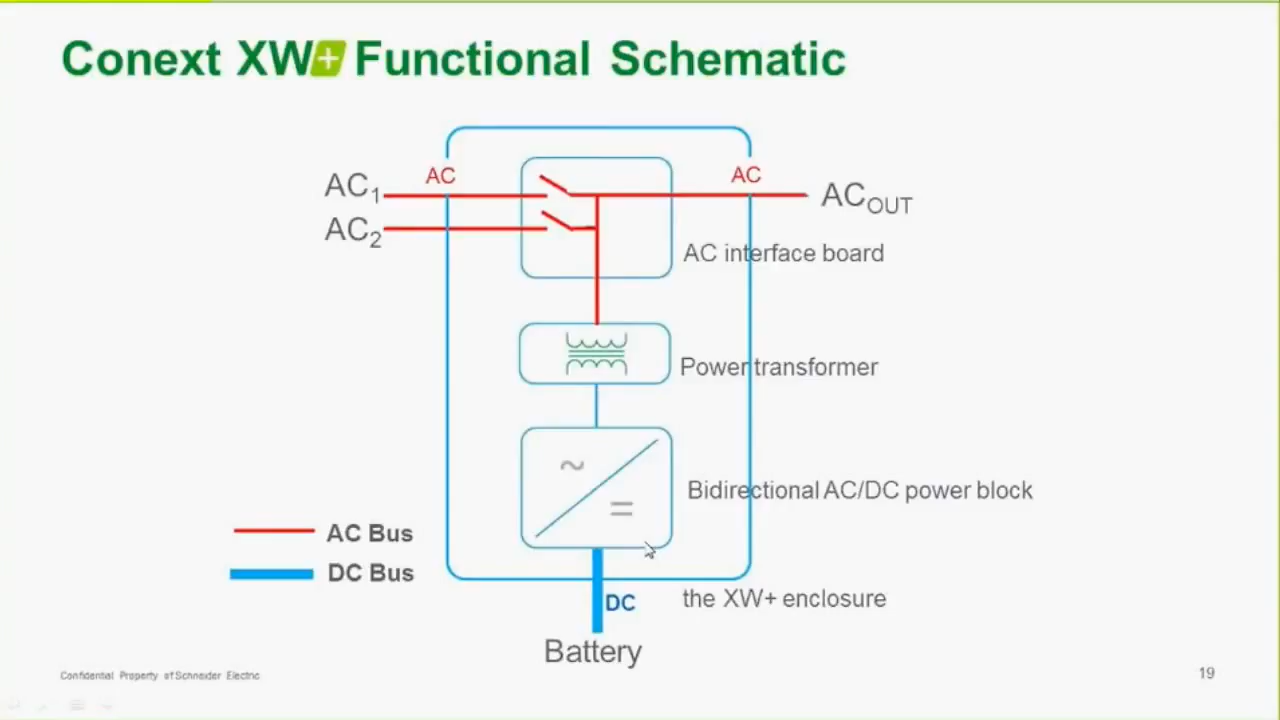 Conext XW+ Functional Schematic
AC AC
AC1 ACOUT
AC2
AC interface board
Power transformer
~
Bidirectional AC/DC power block
=
AC Bus
DC Bus
DC the XW+ enclosure
Battery
Confidential Property of Schneider Electric 19